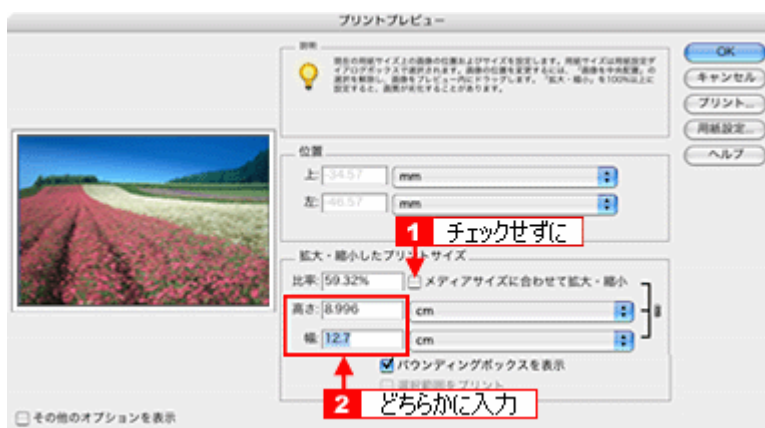 プリントプレビュー
説明
現在の用紙サイズ上の画像の位置およびサイズを設定します。用紙サイズは用紙設定ダ
イアログボックスで選択されます。画像の位置を変更するには、「画像を中央配置」の
選択を解除し、画像をプレビュー内にドラッグします。「拡大・縮小」を100%以上に
設定すると、画質が劣化することがあります。
OK
キャンセル
プリント...
用紙設定...
ヘルプ
位置
上: -34.57 mm
左: -46.57 mm
1 チェックせずに
拡大・縮小したプリントサイズ
比率: 59.32% メディアサイズに合わせて拡大・縮小
高さ: 8.996 cm
幅: 12.7 cm
バウンディングボックスを表示
選択範囲をプリント
2 どちらかに入力
その他のオプションを表示